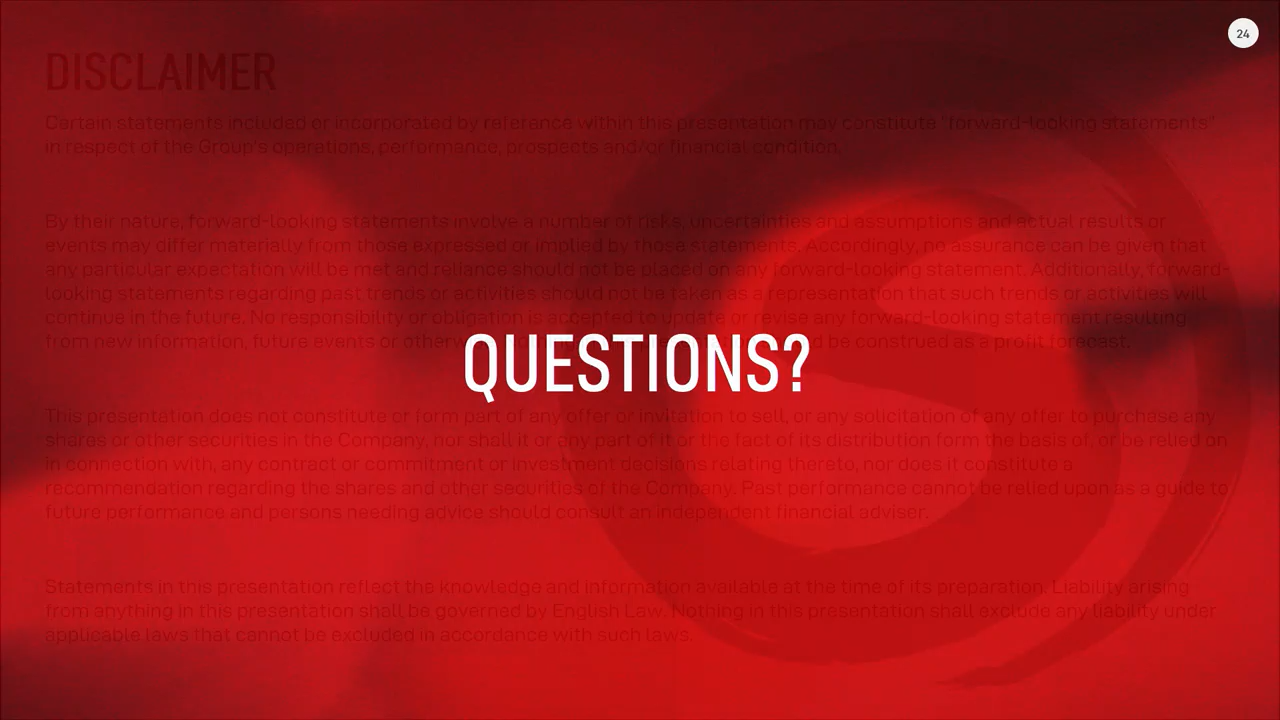 24
DISCLAIMER
Certain statements included or incorporated by reference within this presentation may constitute "forward-looking statements"
in respect of the Group's operations, performance, prospects and/or financial condition.
By their nature, forward-looking statements involve a number of risks, uncertainties and assumptions and actual results or
events may differ materially from those expressed or implied by those statements. Accordingly, no assurance can be given that
any particular expectation will be met and reliance should not be placed on any forward-looking statement. Additionally, forward-
looking statements regarding past trends or activities should not be taken as a representation that such trends or activities will
continue in the future. No responsibility or obligation is accepted to update or revise any forward-looking statement resulting
from new information, future events or be construed as a profit forecast.
QUESTIONS?
This presentation does not constitute or form part of any offer or invitation to sell, or any solicitation of any offer to purchase any
shares or other securities in the Company, nor shall it or any part of it or the fact of its distribution form the basis of, or be relied on
in connection with, any contract or commitment or investment decisions relating thereto, nor does it constitute a
recommendation regarding the shares and other securities of the Company. Past performance cannot be relied upon as a guide to
future performance and persons needing advice should consult an independent financial adviser.
Statements in this presentation reflect the knowledge and information available at the time of its preparation. Liability arising
from anything in this presentation shall be governed by English Law. Nothing in this presentation shall exclude any liability under
applicable laws that cannot be excluded in accordance with such laws.